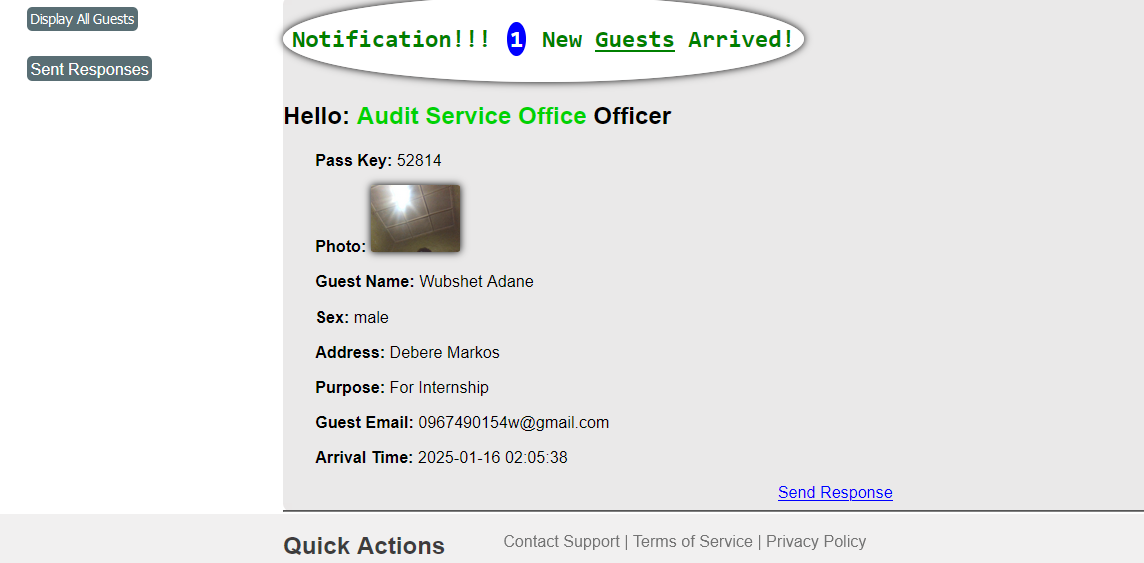 Display All Guests
Sent Responses
Notification!!! 1 New Guests Arrived!
Hello: Audit Service Office Officer
Pass Key: 52814
Photo:
Guest Name: Wubshet Adane
Sex: male
Address: Debere Markos
Purpose: For Internship
Guest Email: 0967490154w@gmail.com
Arrival Time: 2025-01-16 02:05:38
Send Response
Quick Actions
Contact Support | Terms of Service | Privacy Policy